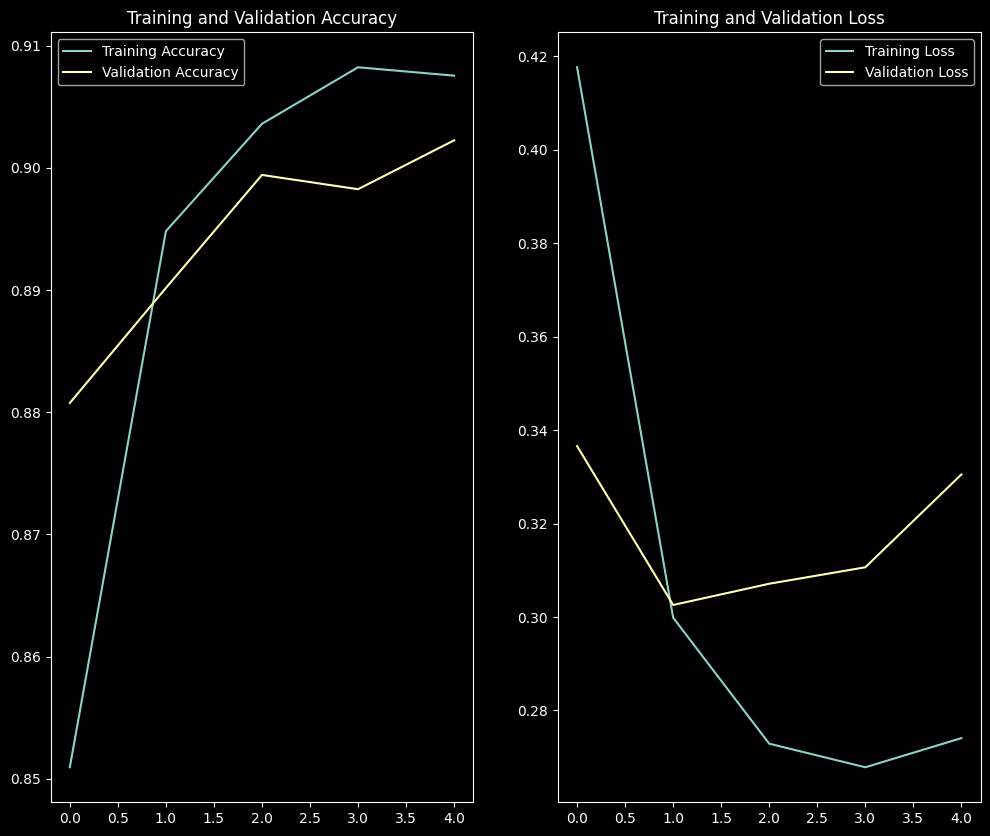 Training and Validation Accuracy
Training Accuracy
Validation Accuracy
0.91
0.90
0.89
0.88
0.87
0.86
0.85
0.0 0.5 1.0 1.5 2.0 2.5 3.0 3.5 4.0
Training and Validation Loss
Training Loss
Validation Loss
0.42
0.40
0.38
0.36
0.34
0.32
0.30
0.28
0.0 0.5 1.0 1.5 2.0 2.5 3.0 3.5 4.0